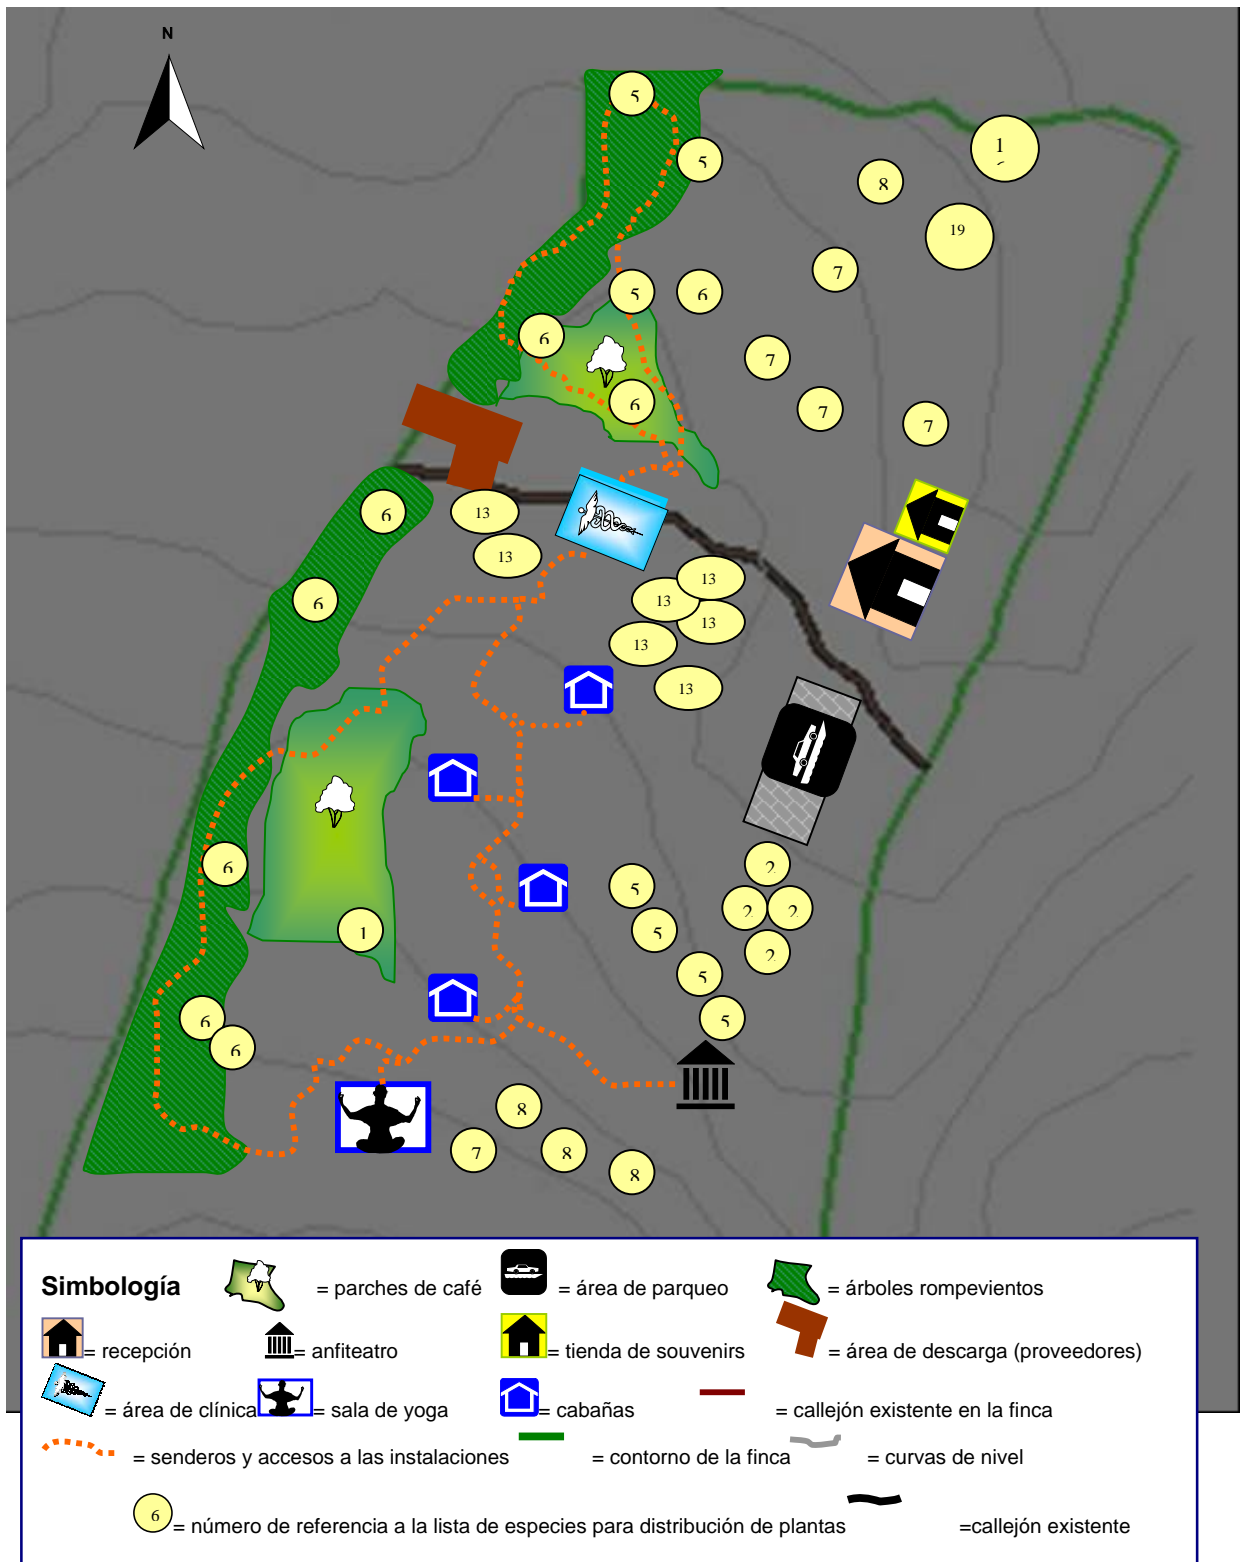 N
5
5
1
8
19
7
5
6
6
7
6
7
7
6
13
13
13
6
13
13
13
13
2
6
5
2
2
1
5
2
5
6
5
6
8
7
8
8
Simbología
= parches de café
= área de parqueo
= árboles rompevientos
= recepción
= anfiteatro
= tienda de souvenirs
= área de descarga (proveedores)
= área de clínica
= sala de yoga
= cabañas
= callejón existente en la finca
= senderos y accesos a las instalaciones
= contorno de la finca
= curvas de nivel
6
= número de referencia a la lista de especies para distribución de plantas
=callejón existente